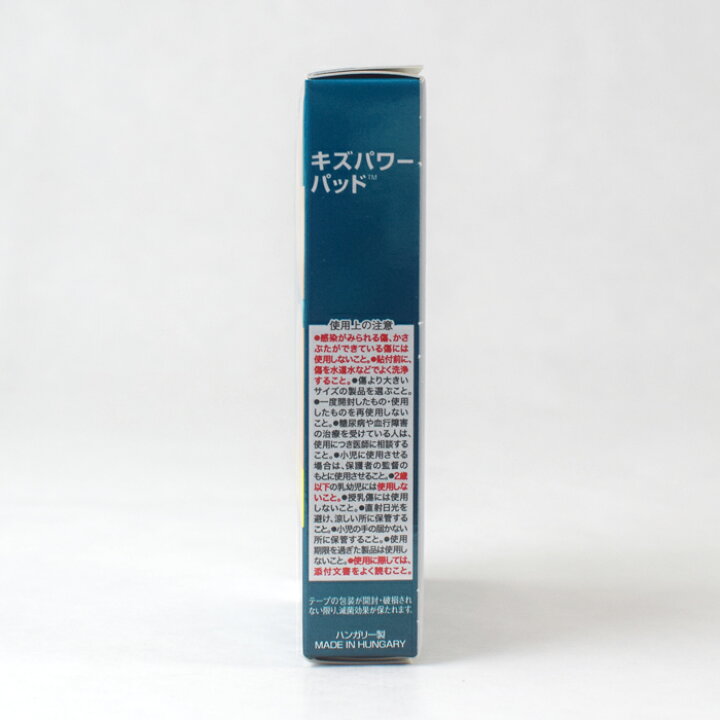 キズパワー
パッド™
使用上の注意
●感染がみられる傷、かさ
ぶたができている傷には
使用しないこと。●貼付前に、
傷を水道水などでよく洗浄
すること。●傷より大きい
サイズの製品を選ぶこと。
●一度開封したもの・使用
したものを再使用しない
こと。●糖尿病や血行障害
の治療を受けている人は、
使用につき医師に相談する
こと。●小児に使用させる
場合は、保護者の監督の
もとに使用させること。●2歳
以下の乳幼児には使用しな
いこと。●授乳傷には使用
しないこと。●直射日光を
避け、涼しい所に保管するこ
と。●小児の手の届かない
所に保管すること。●使用
期限を過ぎた製品は使用し
ないこと。●使用に際しては、
添付文書をよく読むこと。
テープの包装が開封・破損され
ない限り、滅菌効果が保たれます。
ハンガリー製
MADE IN HUNGARY